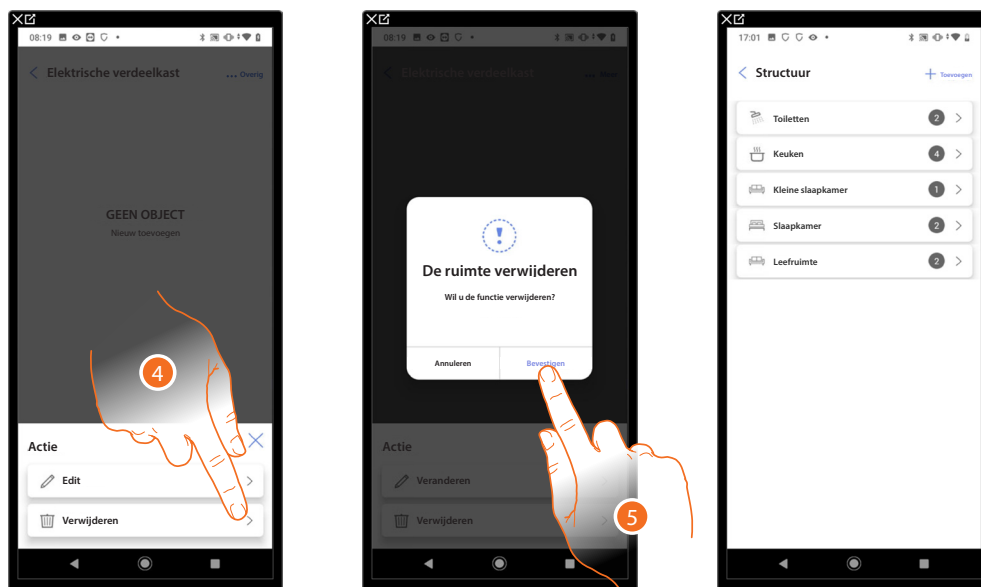 08:19
Elektrische verdeelkast
... Overig
GEEN OBJECT
Nieuw toevoegen
4
Actie
Edit
Verwijderen
08:19
Elektrische verdeelkast
De ruimte verwijderen
Wil u de functie verwijderen?
Annuleren
Bevestigen
Actie
Veranderen
Verwijderen
5
17:01
Structuur
+ Toevoegen
Toiletten 2
Keuken 4
Kleine slaapkamer 1
Slaapkamer 2
Leefruimte 2